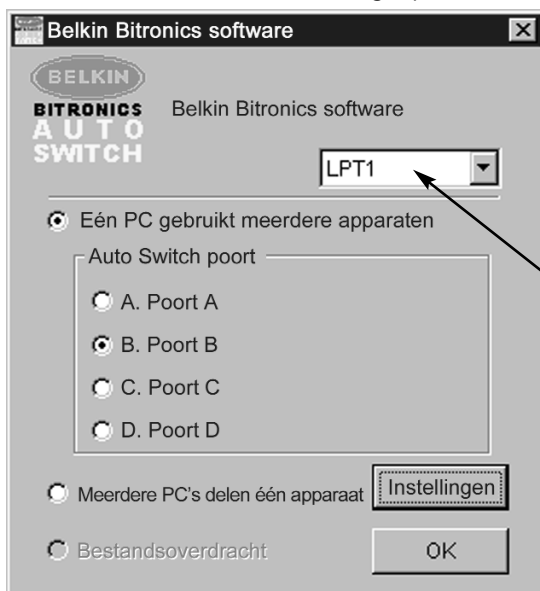 Belkin Bitronics software
BELKIN
BITRONICS
AUTO
SWITCH
Belkin Bitronics software
LPT1
Eén PC gebruikt meerdere apparaten
Auto Switch poort
A. Poort A
B. Poort B
C. Poort C
D. Poort D
Meerdere PC's delen één apparaat
Instellingen
Bestandsoverdracht
OK